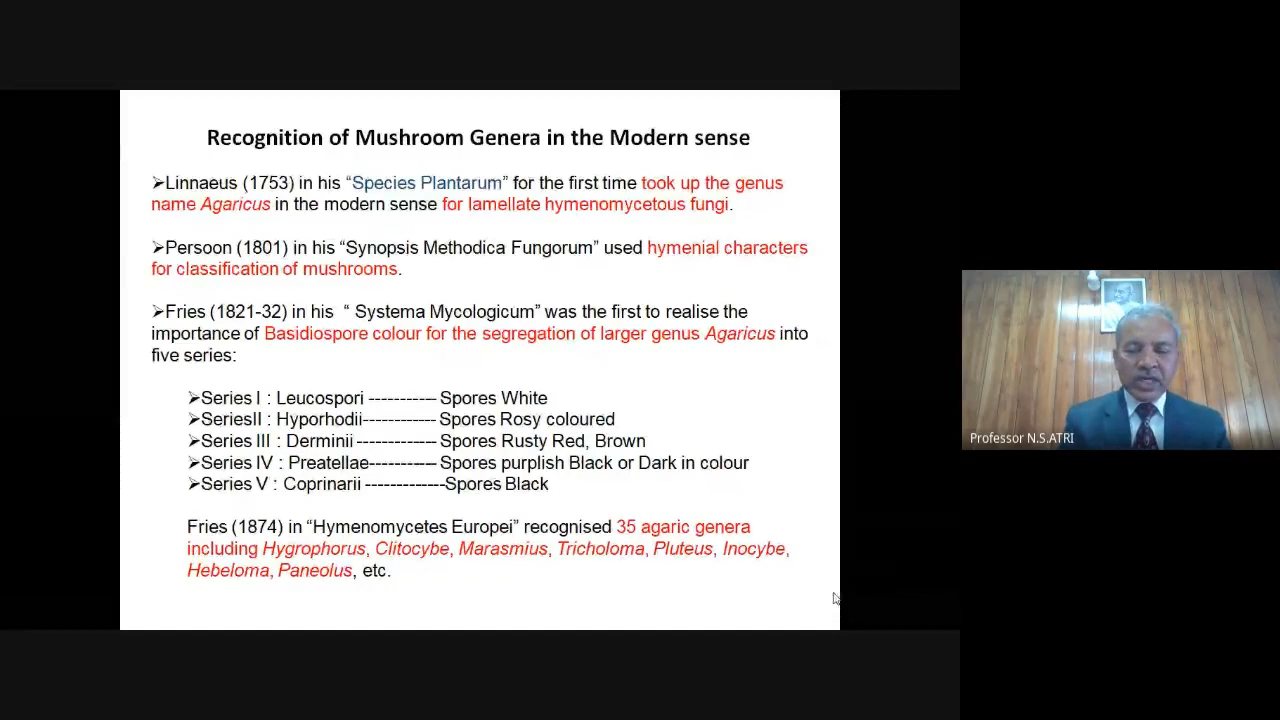 Recognition of Mushroom Genera in the Modern sense
➢Linnaeus (1753) in his “Species Plantarum” for the first time took up the genus
name Agaricus in the modern sense for lamellate hymenomycetous fungi.
➢Persoon (1801) in his “Synopsis Methodica Fungorum” used hymenial characters
for classification of mushrooms.
➢Fries (1821-32) in his “ Systema Mycologicum” was the first to realise the
importance of Basidiospore colour for the segregation of larger genus Agaricus into
five series:
➢Series I : Leucospori ----------- Spores White
➢SeriesII : Hyporhodii------------ Spores Rosy coloured
➢Series III : Derminii ------------- Spores Rusty Red, Brown
➢Series IV : Preatellae----------- Spores purplish Black or Dark in colour
➢Series V : Coprinarii -------------Spores Black
Fries (1874) in “Hymenomycetes Europei” recognised 35 agaric genera
including Hygrophorus, Clitocybe, Marasmius, Tricholoma, Pluteus, Inocybe,
Hebeloma, Paneolus, etc.
Professor N.S.ATRI